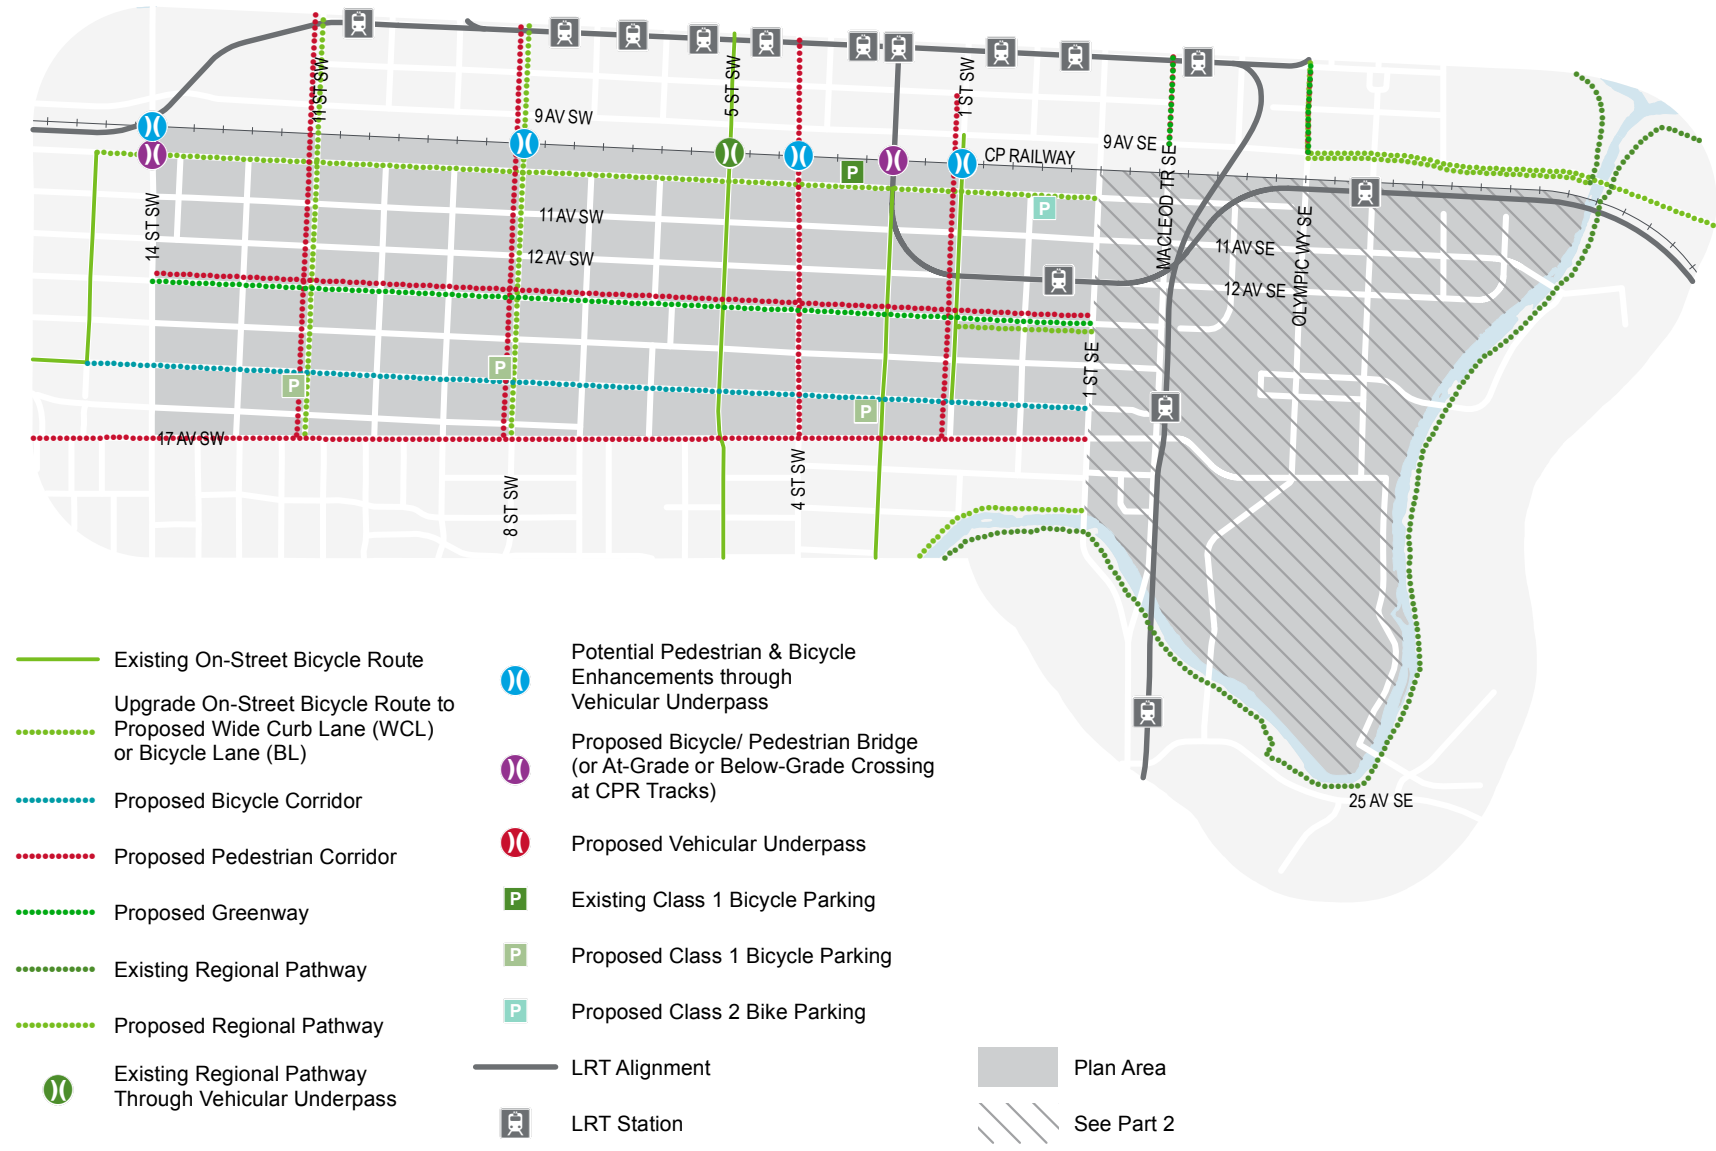 11 ST SW
5 ST SW
1 ST SW
9 AV SW
CP RAILWAY
9 AV SE
MACLEOD TR SE
P
14 ST SW
11 AV SW
P
OLYMPIC WY SE
11 AV SE
12 AV SW
12 AV SE
1 ST SE
P
P
P
17 AV SW
8 ST SW
4 ST SW
25 AV SE
Existing On-Street Bicycle Route
Upgrade On-Street Bicycle Route to
Proposed Wide Curb Lane (WCL)
or Bicycle Lane (BL)
Proposed Bicycle Corridor
Proposed Pedestrian Corridor
Proposed Greenway
Existing Regional Pathway
Proposed Regional Pathway
Existing Regional Pathway
Through Vehicular Underpass
Potential Pedestrian & Bicycle
Enhancements through
Vehicular Underpass
Proposed Bicycle/ Pedestrian Bridge
(or At-Grade or Below-Grade Crossing
at CPR Tracks)
Proposed Vehicular Underpass
P Existing Class 1 Bicycle Parking
P Proposed Class 1 Bicycle Parking
P Proposed Class 2 Bike Parking
LRT Alignment
LRT Station
Plan Area
See Part 2